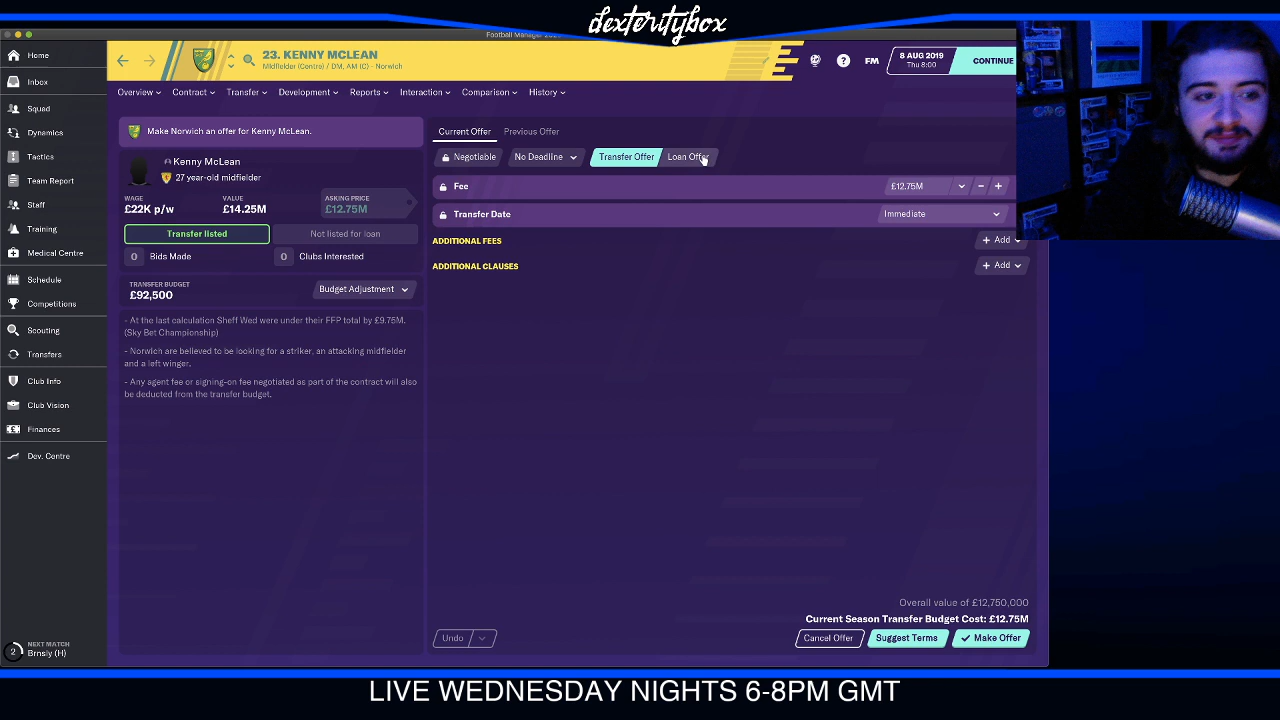 dexteritybox
Home
Inbox
Squad
Dynamics
Tactics
Team Report
Staff
Training
Medical Centre
Schedule
Competitions
Scouting
Transfers
Club Info
Club Vision
Finances
Dev. Centre
2
NEXT MATCH
Brnsly (H)
23. KENNY MCLEAN
Midfielder (Centre) / DM, AM (C) - Norwich
FM
8 AUG 2019
Thu 8:00
CONTINUE
Overview Contract Transfer Development Reports Interaction Comparison History
Make Norwich an offer for Kenny McLean.
Kenny McLean
27 year-old midfielder
WAGE VALUE ASKING PRICE
£22K p/w £14.25M £12.75M
Transfer listed Not listed for loan
0 Bids Made 0 Clubs Interested
TRANSFER BUDGET
£92,500
Budget Adjustment
- At the last calculation Sheff Wed were under their FFP total by £9.75M.
(Sky Bet Championship)
- Norwich are believed to be looking for a striker, an attacking midfielder
and a left winger.
- Any agent fee or signing-on fee negotiated as part of the contract will also
be deducted from the transfer budget.
Current Offer Previous Offer
Negotiable No Deadline Transfer Offer Loan Offer
Fee £12.75M
Transfer Date Immediate
ADDITIONAL FEES + Add
ADDITIONAL CLAUSES + Add
Overall value of £12,750,000
Current Season Transfer Budget Cost: £12.75M
Undo Cancel Offer Suggest Terms Make Offer
LIVE WEDNESDAY NIGHTS 6-8PM GMT